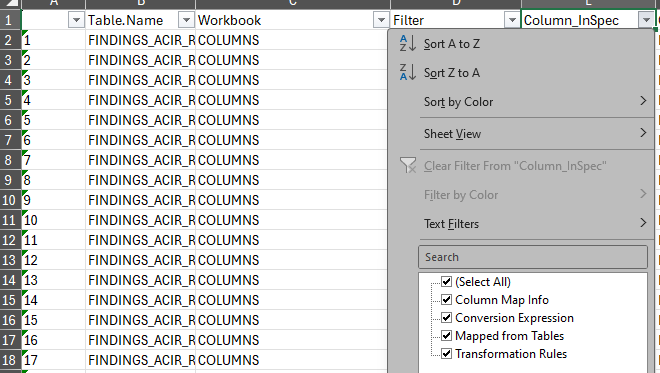 A B C D E
1 Table.Name Workbook Filter Column_InSpec
2 1 FINDINGS_ACIR_R COLUMNS
3 2 FINDINGS_ACIR_R COLUMNS
4 3 FINDINGS_ACIR_R COLUMNS
5 4 FINDINGS_ACIR_R COLUMNS
6 5 FINDINGS_ACIR_R COLUMNS
7 6 FINDINGS_ACIR_R COLUMNS
8 7 FINDINGS_ACIR_R COLUMNS
9 8 FINDINGS_ACIR_R COLUMNS
10 9 FINDINGS_ACIR_R COLUMNS
11 10 FINDINGS_ACIR_R COLUMNS
12 11 FINDINGS_ACIR_R COLUMNS
13 12 FINDINGS_ACIR_R COLUMNS
14 13 FINDINGS_ACIR_R COLUMNS
15 14 FINDINGS_ACIR_R COLUMNS
16 15 FINDINGS_ACIR_R COLUMNS
17 16 FINDINGS_ACIR_R COLUMNS
18 17 FINDINGS_ACIR_R COLUMNS
Sort A to Z
Sort Z to A
Sort by Color
Sheet View
Clear Filter From "Column_InSpec"
Filter by Color
Text Filters
Search
(Select All)
Column Map Info
Conversion Expression
Mapped from Tables
Transformation Rules